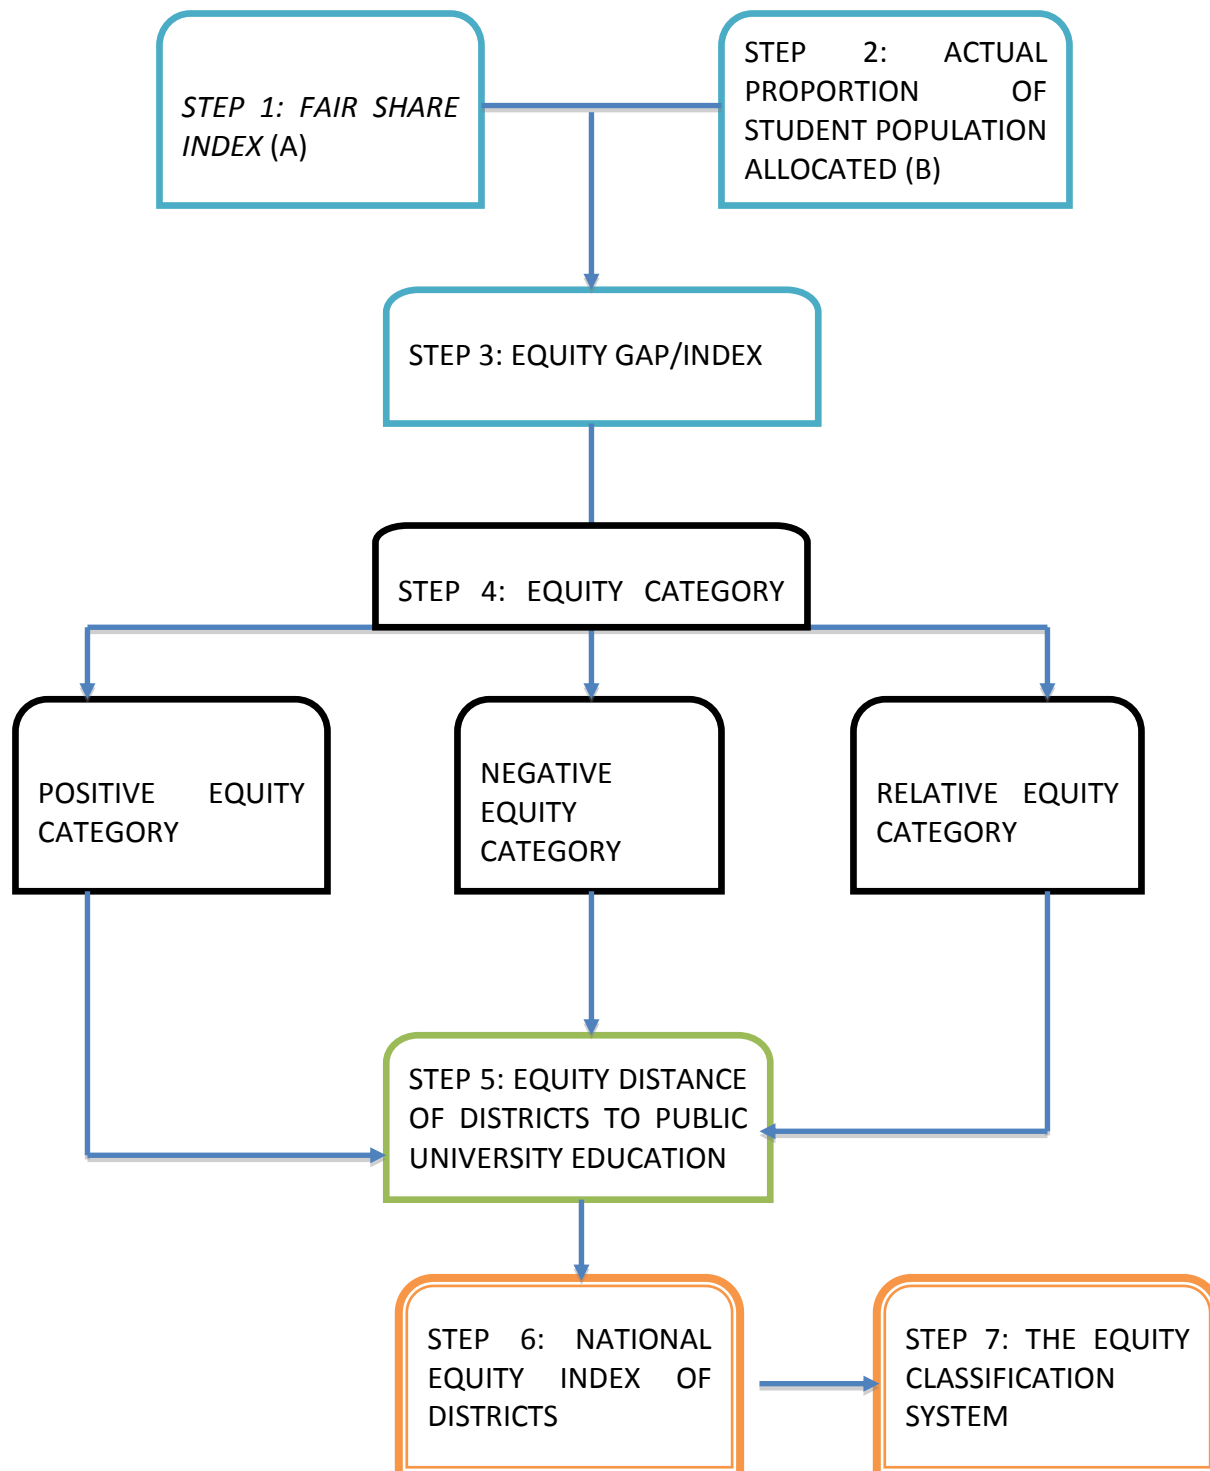 STEP 1: FAIR SHARE
INDEX (A)
STEP 2: ACTUAL
PROPORTION OF
STUDENT POPULATION
ALLOCATED (B)
STEP 3: EQUITY GAP/INDEX
STEP 4: EQUITY CATEGORY
POSITIVE EQUITY
CATEGORY
NEGATIVE
EQUITY
CATEGORY
RELATIVE EQUITY
CATEGORY
STEP 5: EQUITY DISTANCE
OF DISTRICTS TO PUBLIC
UNIVERSITY EDUCATION
STEP 6: NATIONAL
EQUITY INDEX OF
DISTRICTS
STEP 7: THE EQUITY
CLASSIFICATION
SYSTEM